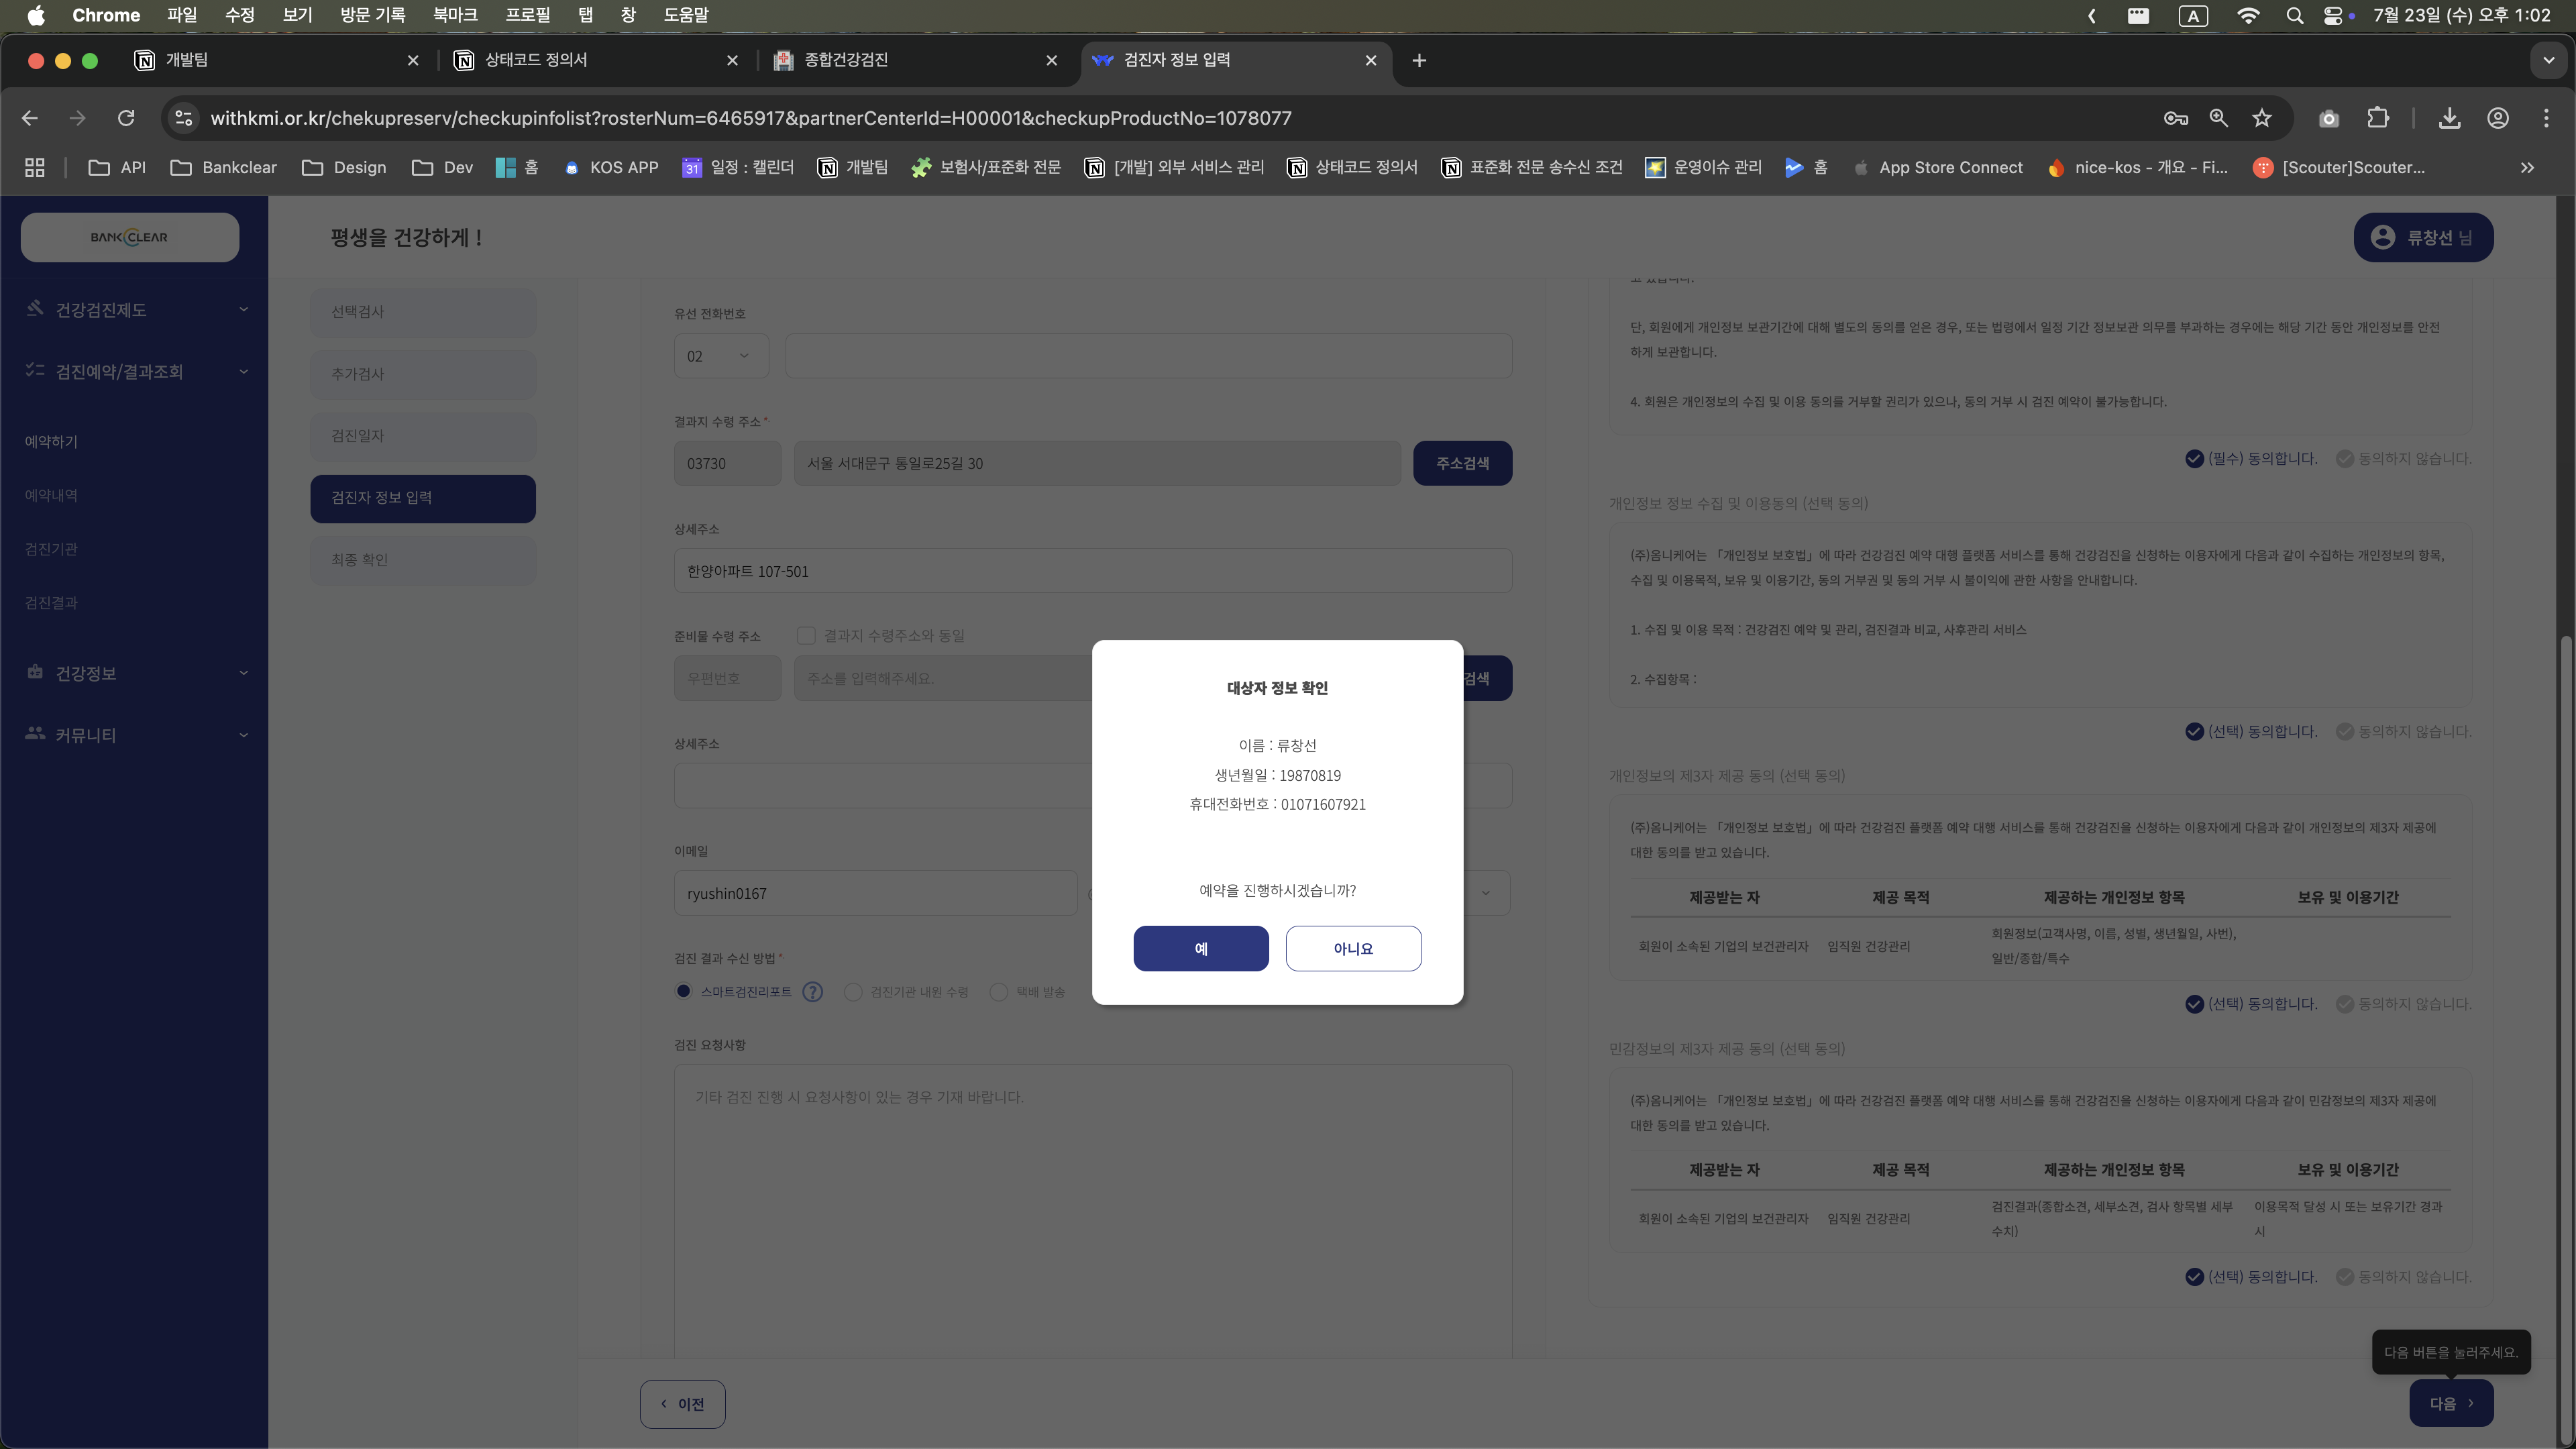 Chrome 파일 수정 보기 방문 기록 북마크 프로필 탭 창 도움말
A 7월 23일 (수) 오후 1:02
개발팀
상태코드 정의서
종합건강검진
검진자 정보 입력
withkmi.or.kr/chekupreserv/checkupinfolist?rosterNum=6465917&partnerCenterId=H00001&checkupProductNo=1078077
API Bankclear Design Dev 홈 KOS APP 31 일정 : 캘린더 개발팀 보험사/표준화 전문 [개발] 외부 서비스 관리 상태코드 정의서 표준화 전문 송수신 조건 운영이슈 관리 홈 App Store Connect nice-kos - 개요 - Fi... [Scouter]Scouter...
BANKCLEAR
평생을 건강하게 !
류창선 님
건강검진제도
검진예약/결과조회
예약하기
예약내역
검진기관
검진결과
건강정보
커뮤니티
선택검사
추가검사
검진일자
검진자 정보 입력
최종 확인
유선 전화번호
02
결과지 수령 주소*
03730
서울 서대문구 통일로25길 30
주소검색
상세주소
한양아파트 107-501
준비물 수령 주소
결과지 수령주소와 동일
우편번호
주소를 입력해주세요.
검색
상세주소
이메일
ryushin0167
검진 결과 수신 방법*
스마트검진리포트 ? 검진기관 내원 수령 택배 발송
검진 요청사항
기타 검진 진행 시 요청사항이 있는 경우 기재 바랍니다.
이전
대상자 정보 확인
이름 : 류창선
생년월일 : 19870819
휴대전화번호 : 01071607921
예약을 진행하시겠습니까?
예
아니요
고 있습니다.
단, 회원에게 개인정보 보관기간에 대해 별도의 동의를 얻은 경우, 또는 법령에서 일정 기간 정보보관 의무를 부과하는 경우에는 해당 기간 동안 개인정보를 안전
하게 보관합니다.
4. 회원은 개인정보의 수집 및 이용 동의를 거부할 권리가 있으나, 동의 거부 시 검진 예약이 불가능합니다.
(필수) 동의합니다. 동의하지 않습니다.
개인정보 정보 수집 및 이용동의 (선택 동의)
(주)옴니케어는 「개인정보 보호법」에 따라 건강검진 예약 대행 플랫폼 서비스를 통해 건강검진을 신청하는 이용자에게 다음과 같이 수집하는 개인정보의 항목,
수집 및 이용목적, 보유 및 이용기간, 동의 거부권 및 동의 거부 시 불이익에 관한 사항을 안내합니다.
1. 수집 및 이용 목적 : 건강검진 예약 및 관리, 검진결과 비교, 사후관리 서비스
2. 수집항목 :
(선택) 동의합니다. 동의하지 않습니다.
개인정보의 제3자 제공 동의 (선택 동의)
(주)옴니케어는 「개인정보 보호법」에 따라 건강검진 플랫폼 예약 대행 서비스를 통해 건강검진을 신청하는 이용자에게 다음과 같이 개인정보의 제3자 제공에
대한 동의를 받고 있습니다.
제공받는 자 제공 목적 제공하는 개인정보 항목 보유 및 이용기간
회원이 소속된 기업의 보건관리자 임직원 건강관리 회원정보(고객사명, 이름, 성별, 생년월일, 사번),
일반/종합/특수
(선택) 동의합니다. 동의하지 않습니다.
민감정보의 제3자 제공 동의 (선택 동의)
(주)옴니케어는 「개인정보 보호법」에 따라 건강검진 플랫폼 예약 대행 서비스를 통해 건강검진을 신청하는 이용자에게 다음과 같이 민감정보의 제3자 제공에
대한 동의를 받고 있습니다.
제공받는 자 제공 목적 제공하는 개인정보 항목 보유 및 이용기간
회원이 소속된 기업의 보건관리자 임직원 건강관리 검진결과(종합소견, 세부소견, 검사 항목별 세부 이용목적 달성 시 또는 보유기간 경과
수치) 시
(선택) 동의합니다. 동의하지 않습니다.
다음 버튼을 눌러주세요.
다음